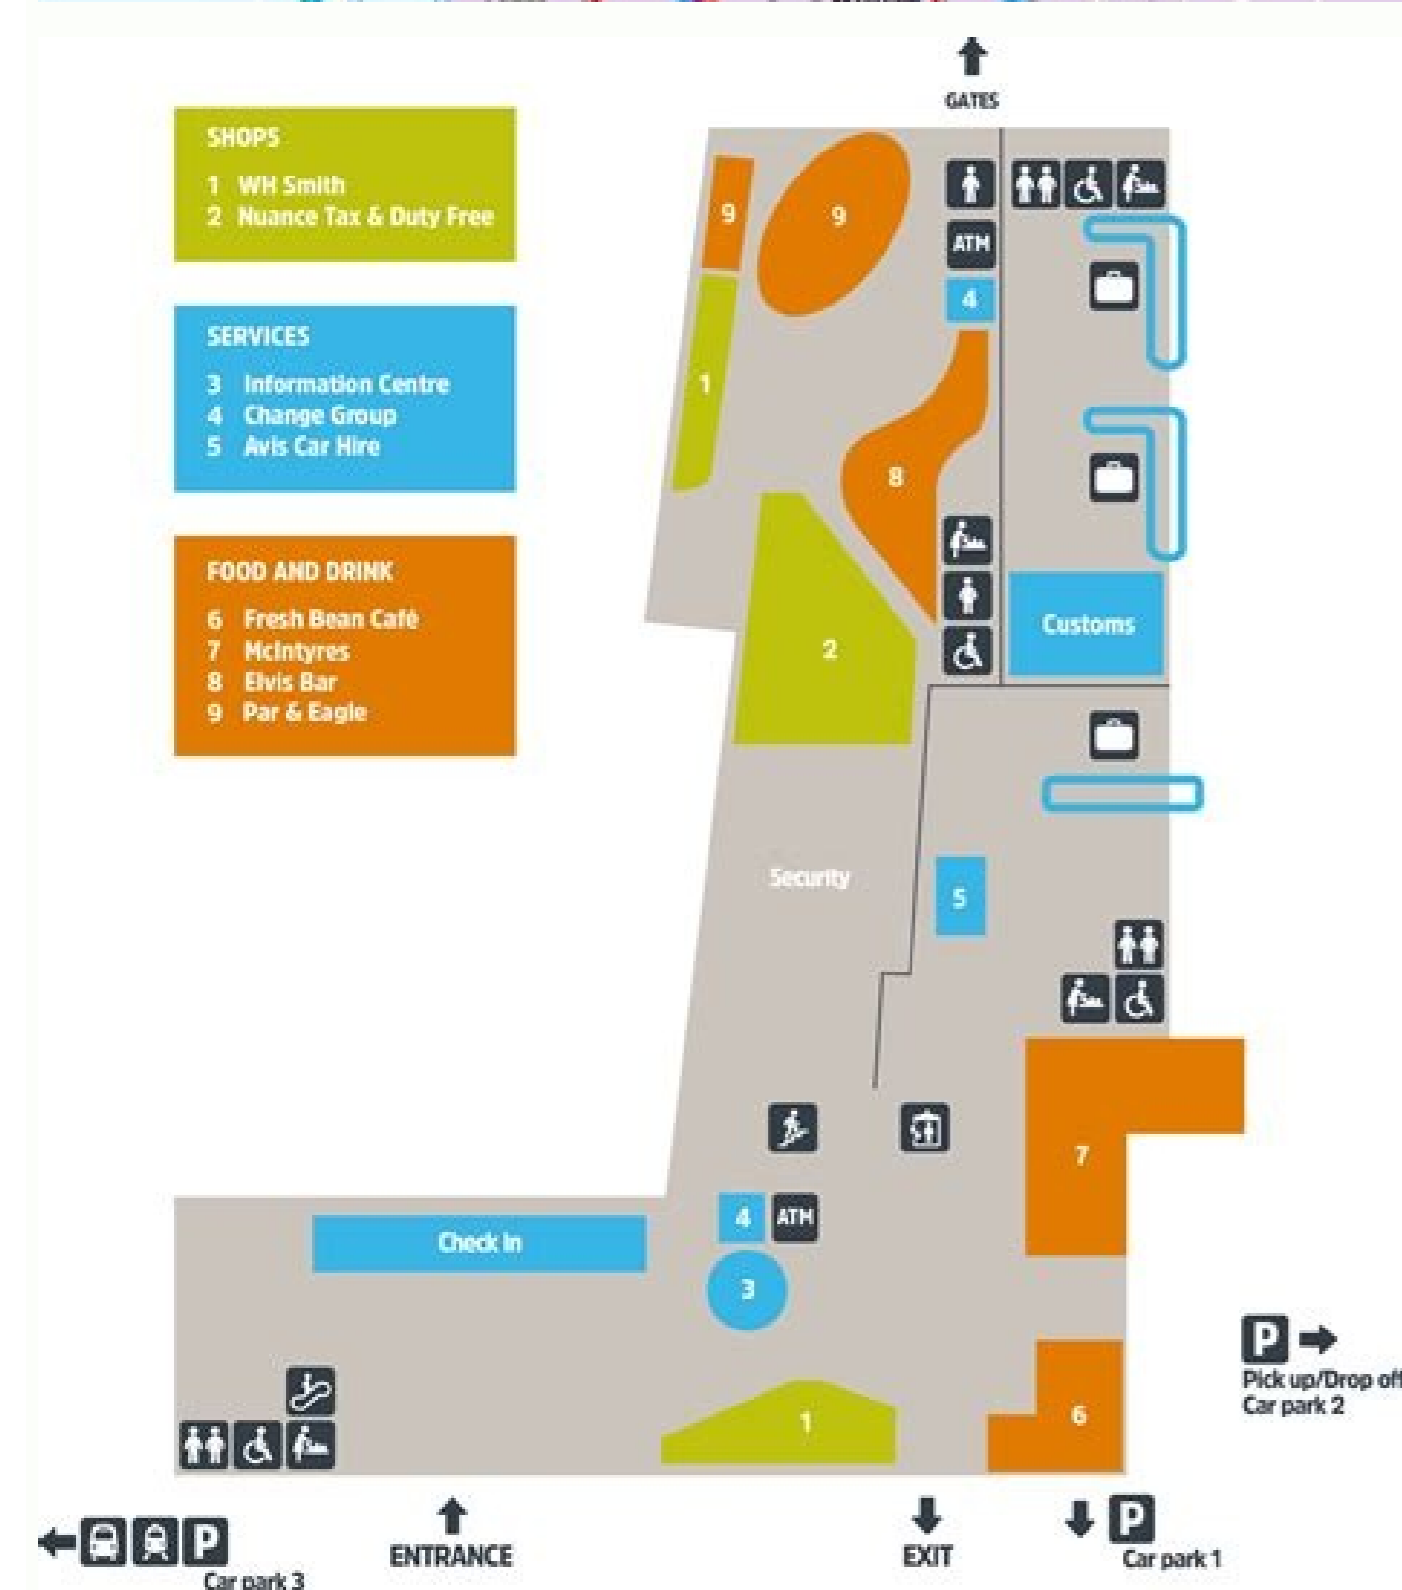 GATES
SHOPS
1 WH Smith
2 Nuance Tax & Duty Free
SERVICES
3 Information Centre
4 Change Group
5 Avis Car Hire
FOOD AND DRINK
6 Fresh Bean Café
7 McIntyres
8 Elvis Bar
9 Par & Eagle
9
9
ATM
4
1
8
Customs
2
Security
5
7
4 ATM
Check in
3
P
Pick up/Drop off
Car park 2
1
6
P
Car park 3
ENTRANCE
EXIT
P
Car park 1